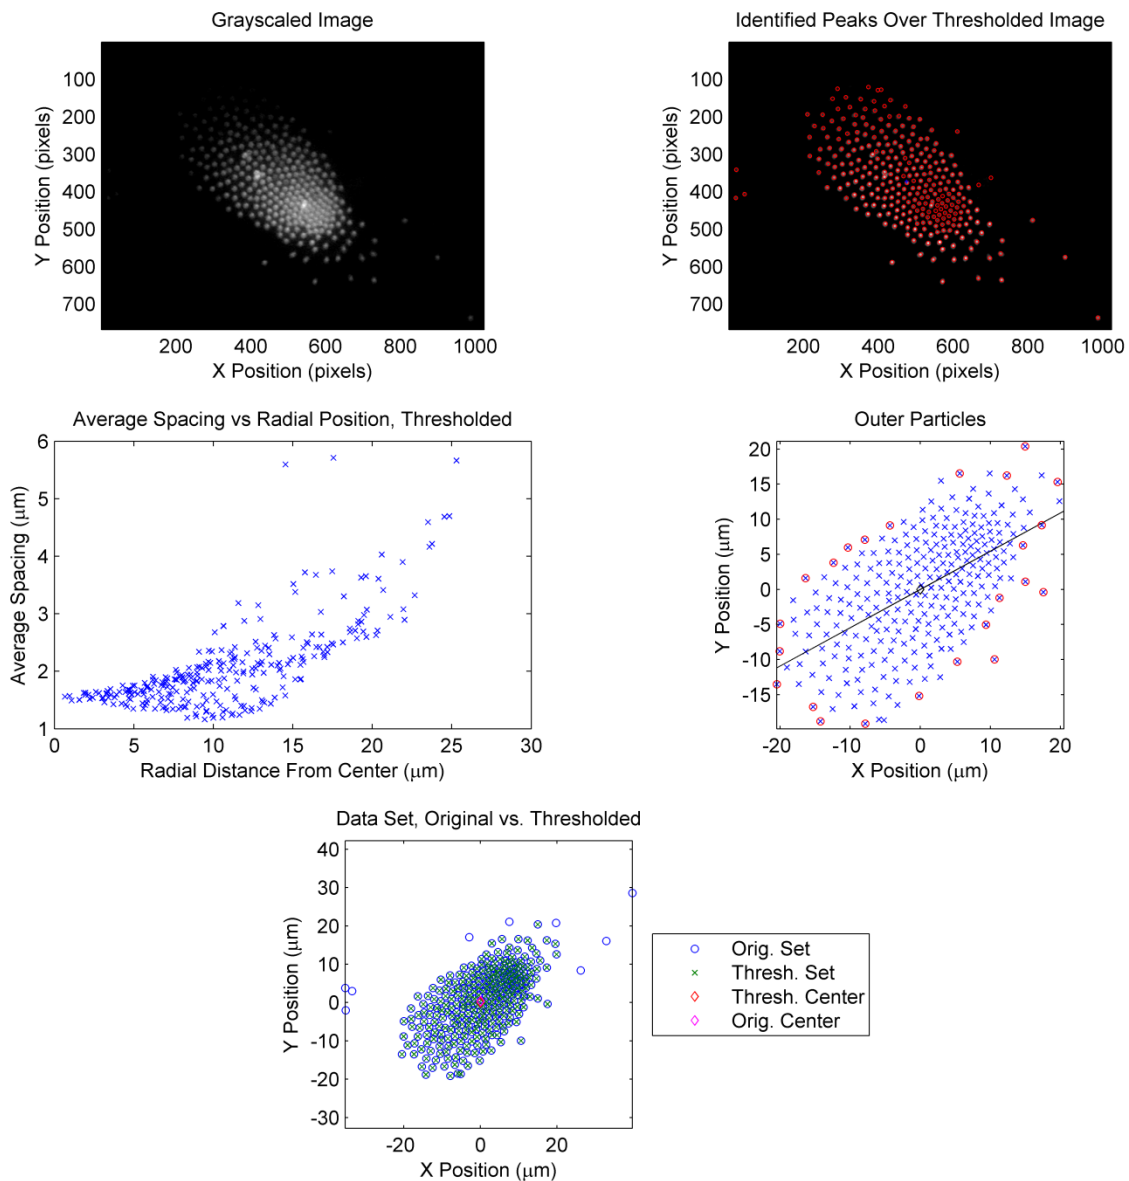 Grayscaled Image
Y Position (pixels)
100
200
300
400
500
600
700
200 400 600 800 1000
X Position (pixels)
Identified Peaks Over Thresholded Image
Y Position (pixels)
100
200
300
400
500
600
700
200 400 600 800 1000
X Position (pixels)
Average Spacing vs Radial Position, Thresholded
Average Spacing (μm)
6
5
4
3
2
1
0 5 10 15 20 25 30
Radial Distance From Center (μm)
Outer Particles
Y Position (μm)
20
15
10
5
0
-5
-10
-15
-20 -10 0 10 20
X Position (μm)
Data Set, Original vs. Thresholded
Y Position (μm)
40
30
20
10
0
-10
-20
-30
-20 0 20
X Position (μm)
Orig. Set
Thresh. Set
Thresh. Center
Orig. Center